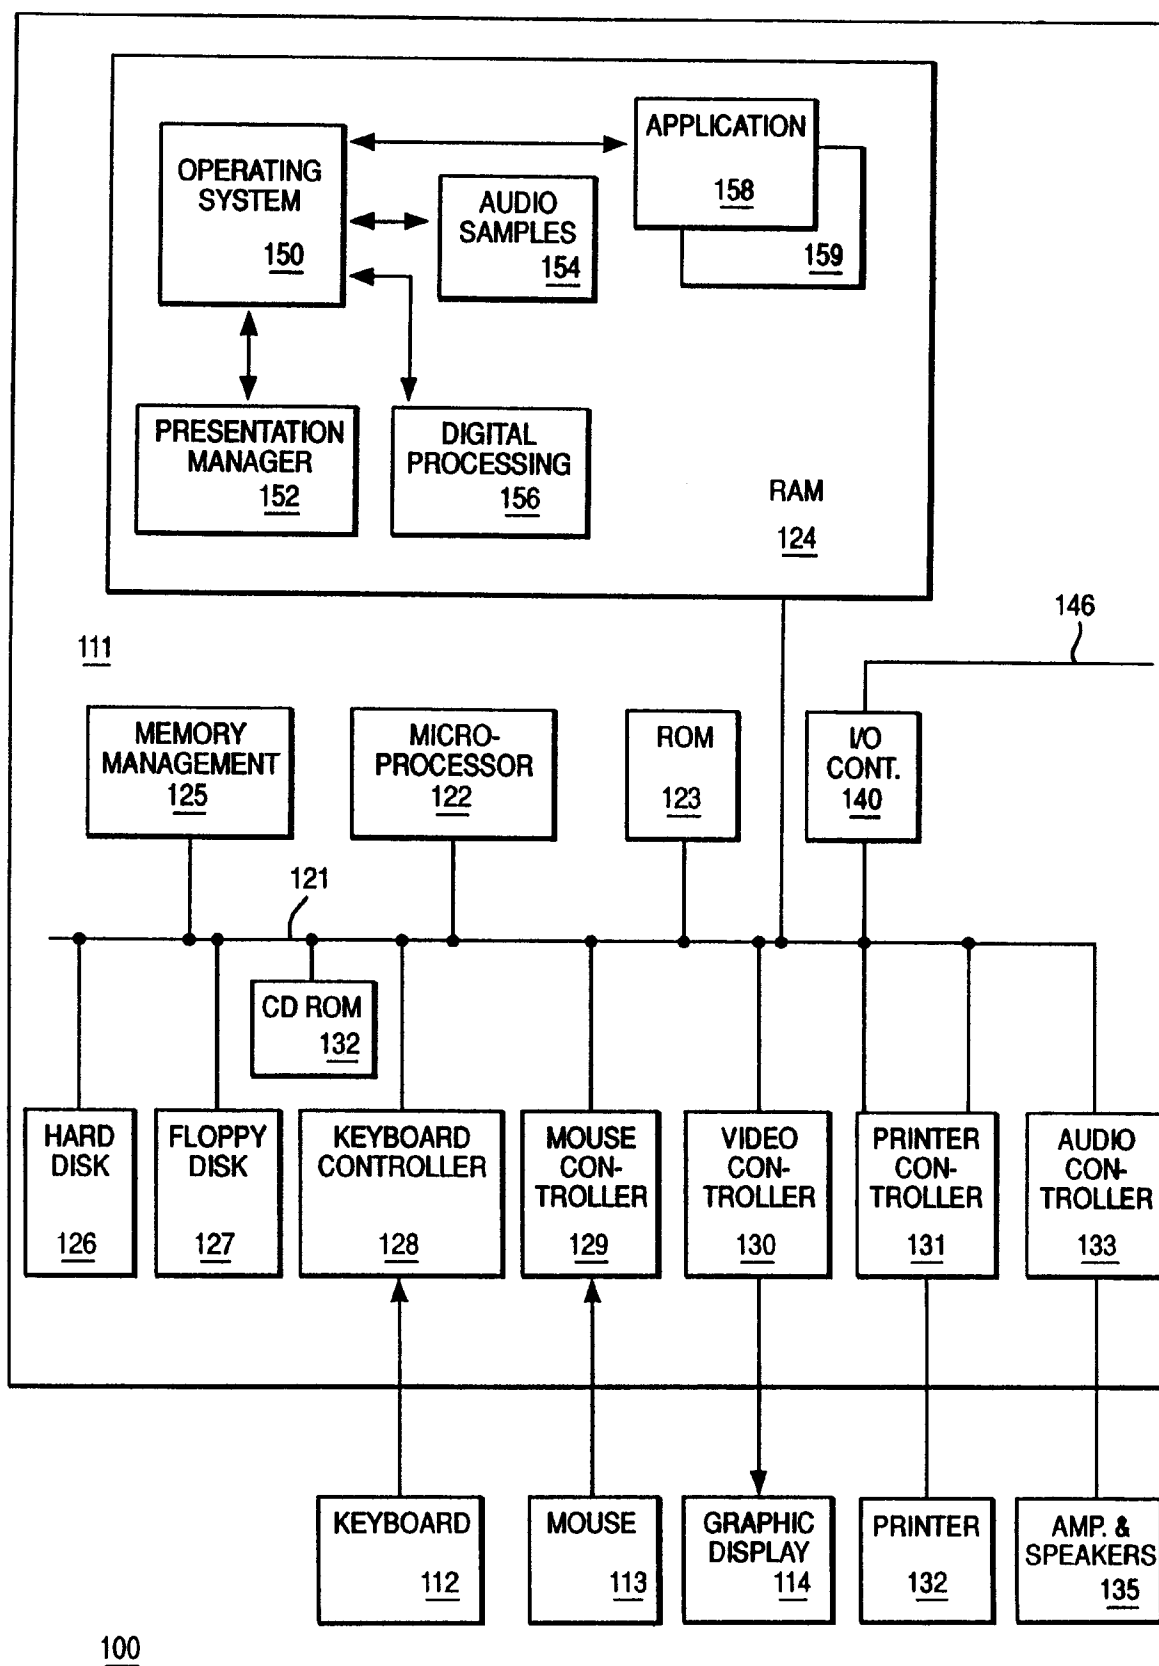 OPERATING
SYSTEM
150
APPLICATION
158
159
AUDIO
SAMPLES
154
PRESENTATION
MANAGER
152
DIGITAL
PROCESSING
156
RAM
124
146
111
MEMORY
MANAGEMENT
125
MICRO-
PROCESSOR
122
ROM
123
I/O
CONT.
140
121
CD ROM
132
HARD
DISK
126
FLOPPY
DISK
127
KEYBOARD
CONTROLLER
128
MOUSE
CON-
TROLLER
129
VIDEO
CON-
TROLLER
130
PRINTER
CON-
TROLLER
131
AUDIO
CON-
TROLLER
133
KEYBOARD
112
MOUSE
113
GRAPHIC
DISPLAY
114
PRINTER
132
AMP. &
SPEAKERS
135
100